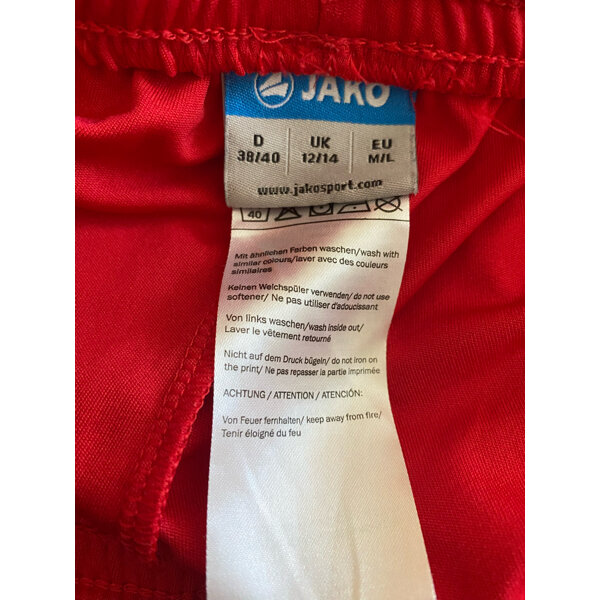 JAKO
D UK EU
38/40 12/14 M/L
www.jakosport.com
40
Mit ähnlichen Farben waschen/wash with
similar colours/laver avec des couleurs
similaires
Keinen Weichspüler verwenden/ do not use
softener/ Ne pas utiliser d'adoucissant
Von links waschen/wash inside out/
Laver le vêtement retourné
Nicht auf dem Druck bügeln/ do not iron on
the print/ Ne pas repasser la partie imprimée
ACHTUNG / ATTENTION / ATENCIÓN:
Von Feuer fernhalten/ keep away from fire/
Tenir éloigné du feu